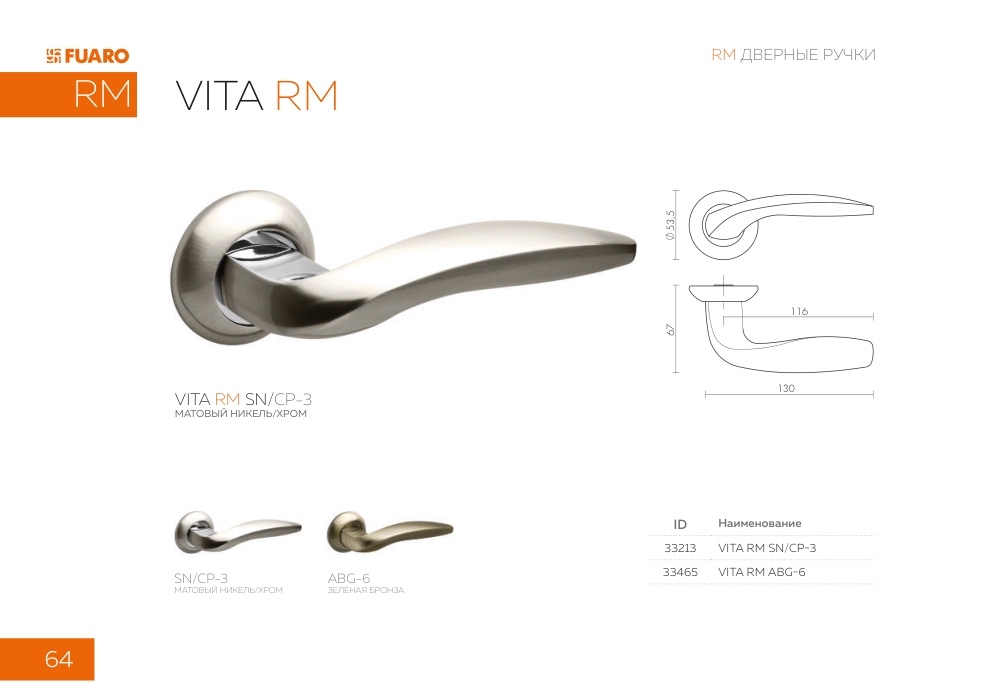 FUARO
RM ДВЕРНЫЕ РУЧКИ
RM
VITA RM
Ø 53,5
116
67
130
VITA RM SN/CP-3
МАТОВЫЙ НИКЕЛЬ/ХРОМ
SN/CP-3
МАТОВЫЙ НИКЕЛЬ/ХРОМ
ABG-6
ЗЕЛЕНАЯ БРОНЗА
ID Наименование
33213 VITA RM SN/CP-3
33465 VITA RM ABG-6
64